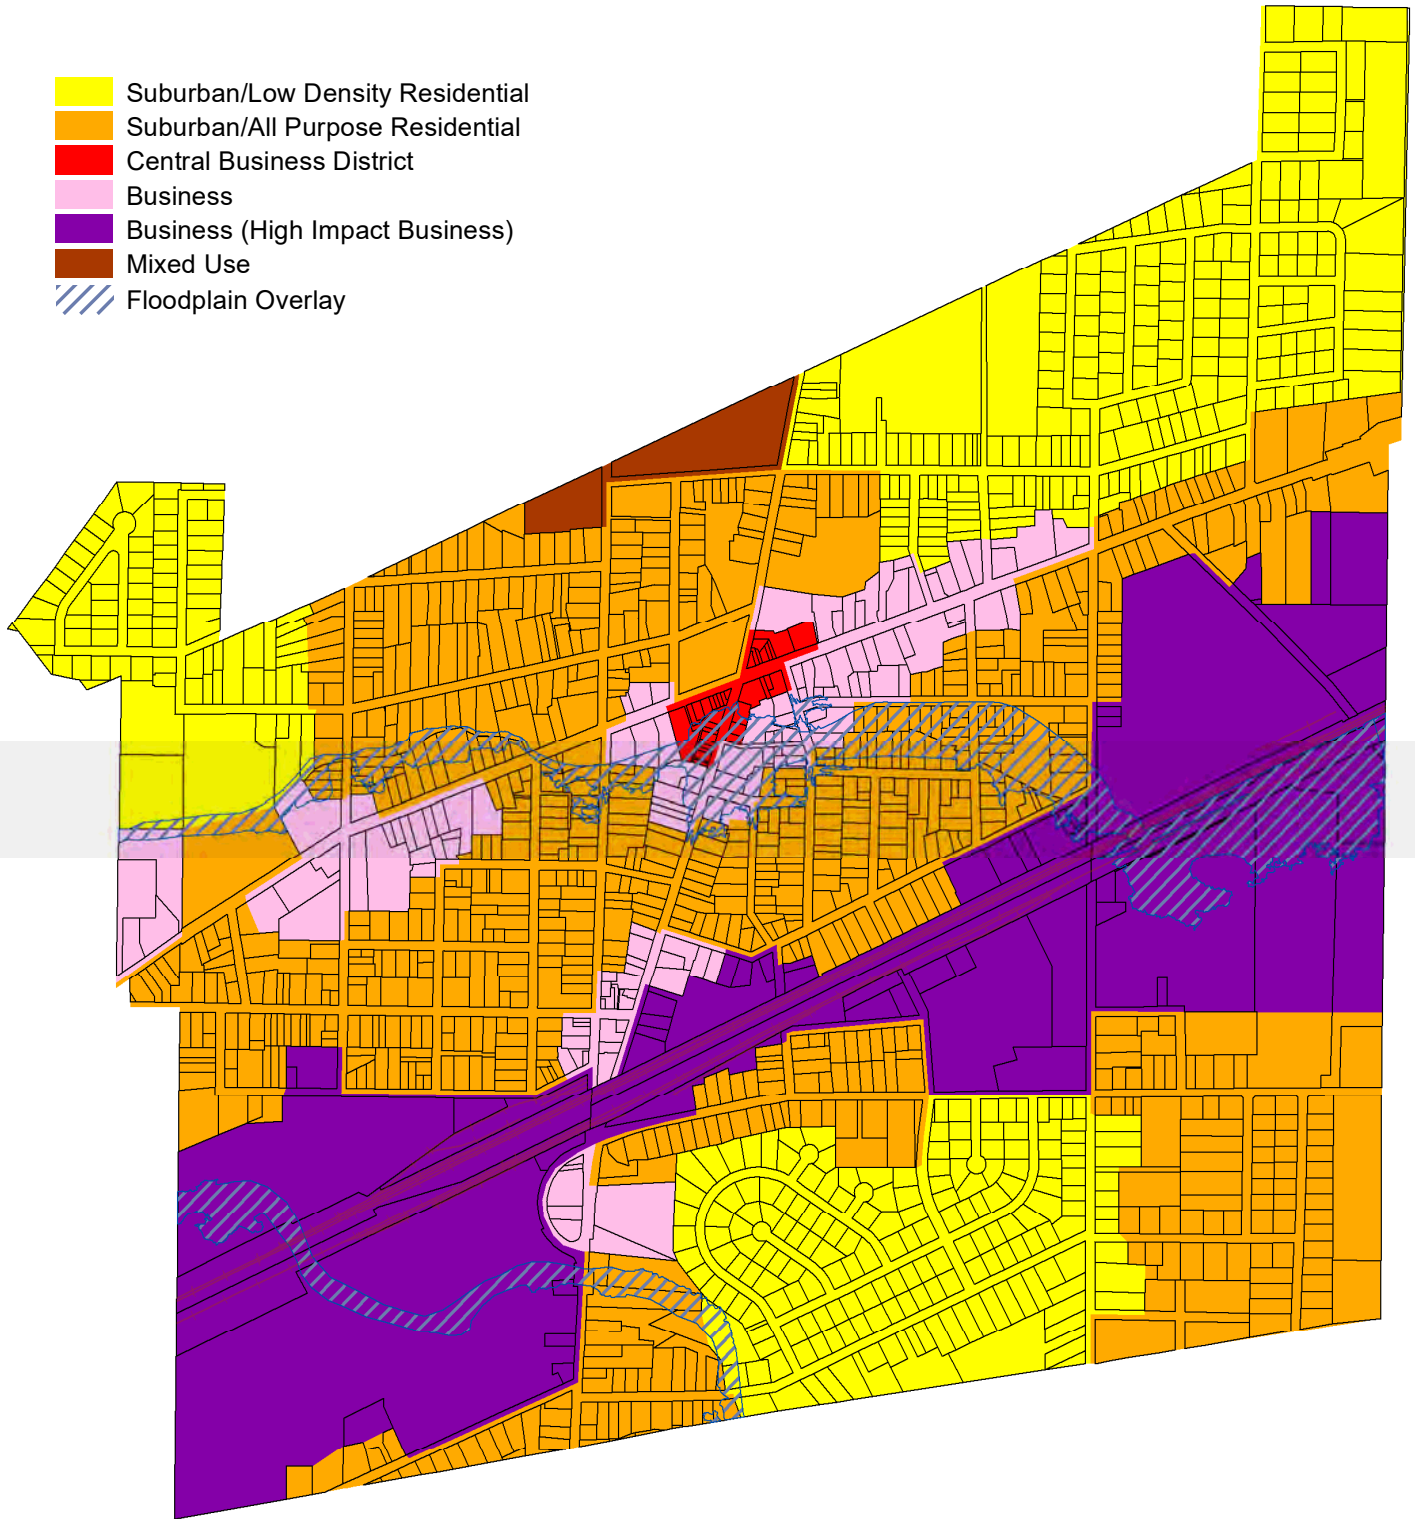 Suburban/Low Density Residential
Suburban/All Purpose Residential
Central Business District
Business
Business (High Impact Business)
Mixed Use
Floodplain Overlay